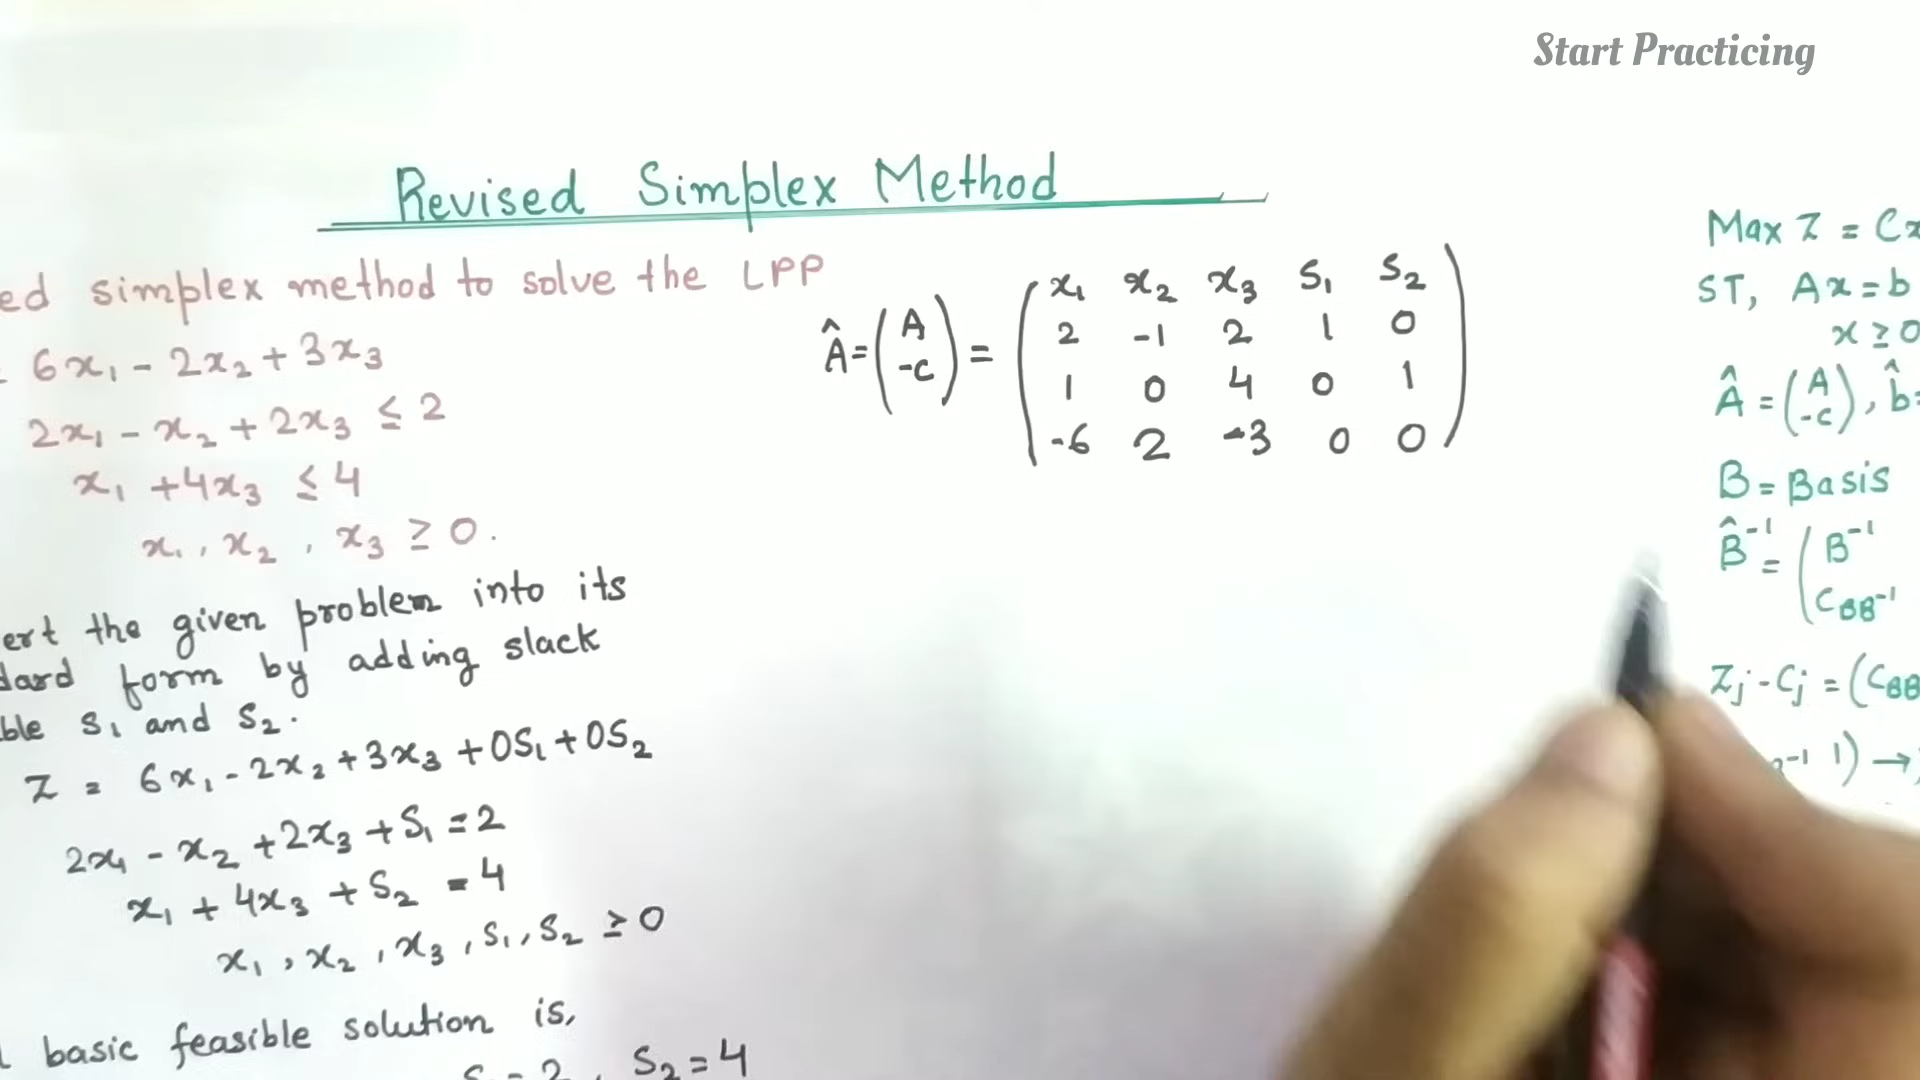 Start Practicing
Revised Simplex Method
ed simplex method to solve the LPP
6x₁ - 2x₂ + 3x₃
2x₁ - x₂ + 2x₃ ≤ 2
x₁ + 4x₃ ≤ 4
x₁, x₂, x₃ ≥ 0.
ert the given problem into its
dard form by adding slack
ble S₁ and S₂.
Z = 6x₁ - 2x₂ + 3x₃ + 0S₁ + 0S₂
2x₁ - x₂ + 2x₃ + S₁ = 2
x₁ + 4x₃ + S₂ = 4
x₁, x₂, x₃, S₁, S₂ ≥ 0
basic feasible solution is,
S₂ = 4
x₁ x₂ x₃ S₁ S₂
Â = (A -C) = 2 -1 2 1 0
1 0 4 0 1
-6 2 -3 0 0
Max Z = Cx
ST, Ax = b
x ≥ 0
Â = (A -C), b̂ =
B = Basis
B̂⁻¹ = (B⁻¹
C_BB⁻¹
Zj - Cj = (C_BB
⁻¹ 1) →